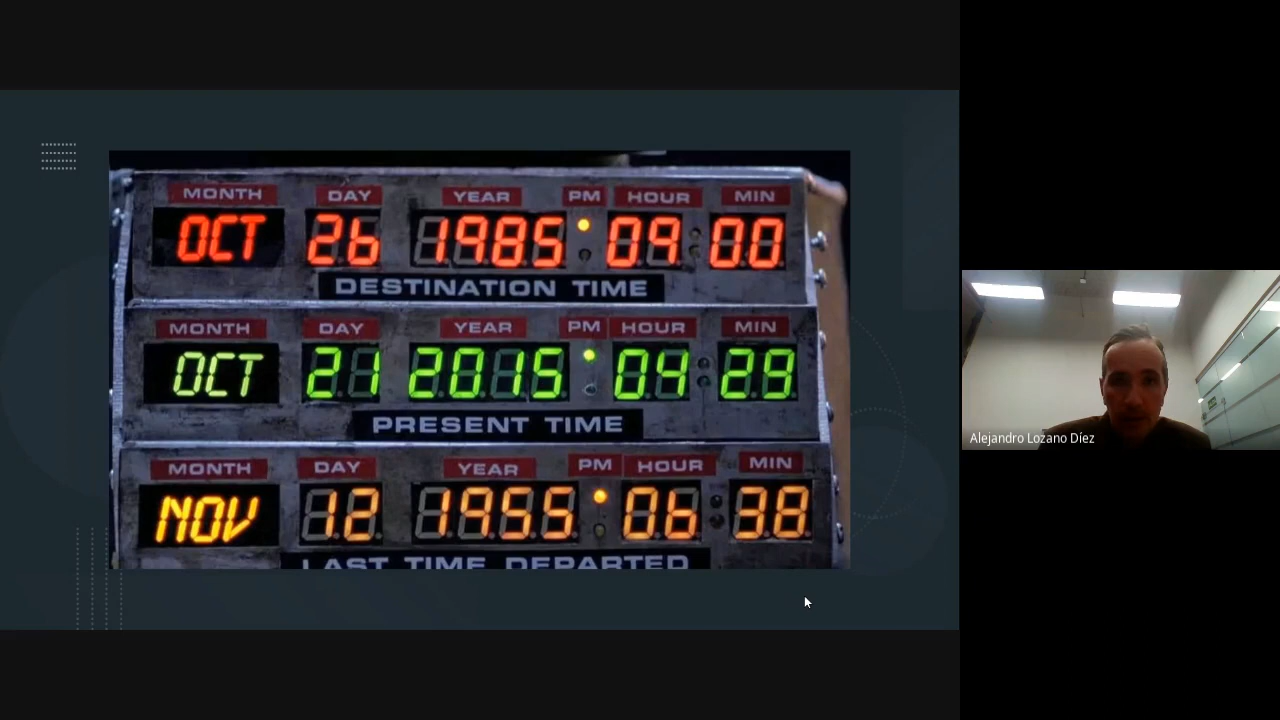 MONTH DAY YEAR PM HOUR MIN
OCT 26 1985 09 00
DESTINATION TIME
MONTH DAY YEAR PM HOUR MIN
OCT 21 2015 04 29
PRESENT TIME
MONTH DAY YEAR PM HOUR MIN
NOV 12 1955 06 38
LAST TIME DEPARTED
Alejandro Lozano Díez